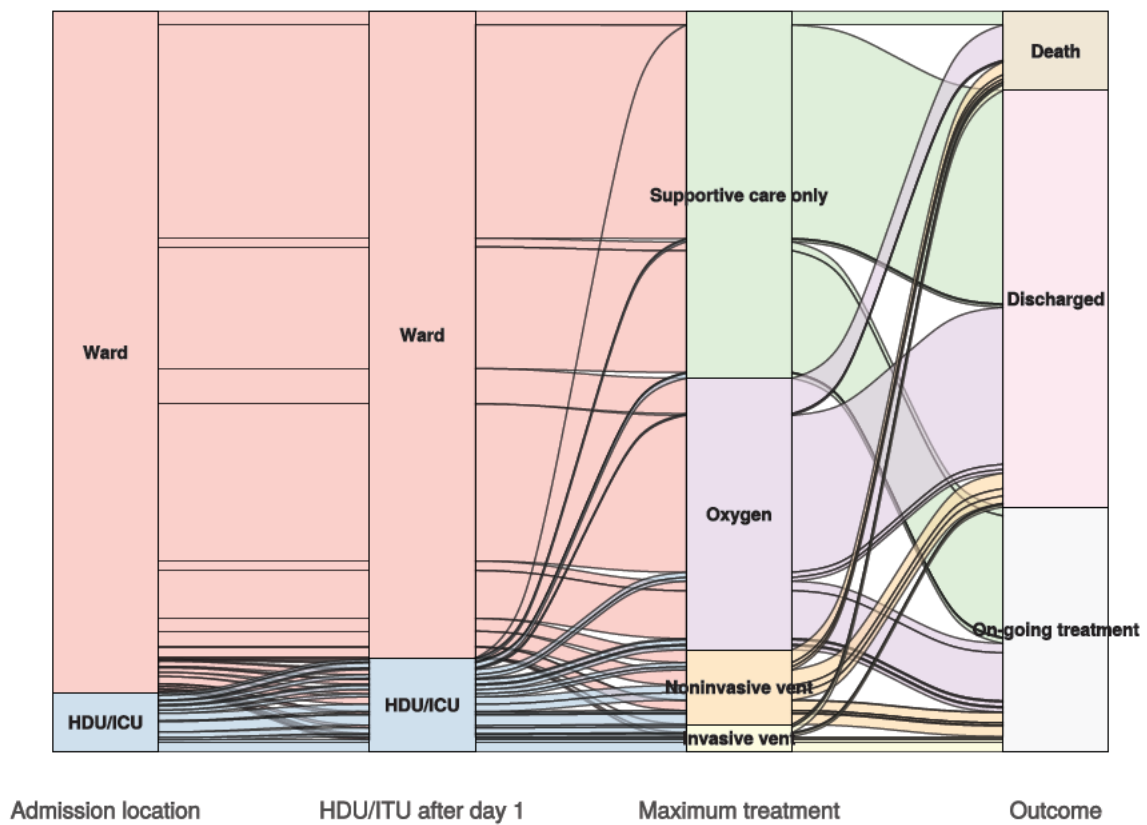 Death
Supportive care only
Discharged
Ward
Ward
Oxygen
On-going treatment
Noninvasive vent
HDU/ICU
HDU/ICU
Invasive vent
Admission location
HDU/ITU after day 1
Maximum treatment
Outcome